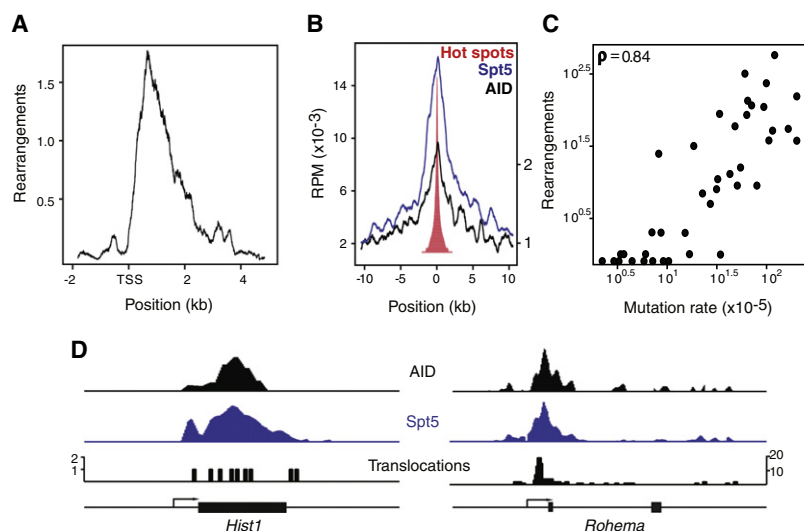 A
Rearrangements
1.5
1.0
0.5
-2
TSS
2
4
Position (kb)
B
Hot spots
Spt5
AID
RPM (x10-3)
14
10
6
2
2
1
-10
-5
0
5
10
Position (kb)
C
ρ=0.84
Rearrangements
10^2.5
10^1.5
10^0.5
10^0.5
10^1
10^1.5
10^2
Mutation rate (x10-5)
D
AID
Spt5
Translocations
2
1
20
10
Hist1
Rohema